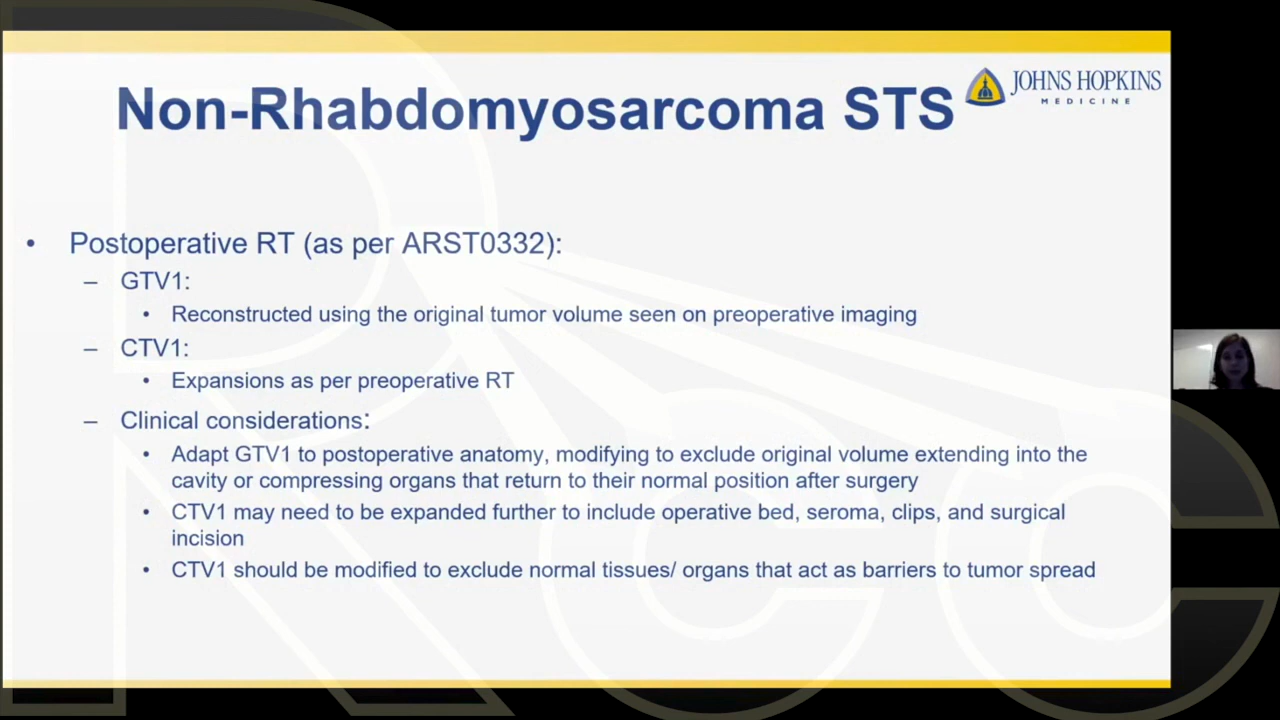 Non-Rhabdomyosarcoma STS
JOHNS HOPKINS
MEDICINE
• Postoperative RT (as per ARST0332):
– GTV1:
• Reconstructed using the original tumor volume seen on preoperative imaging
– CTV1:
• Expansions as per preoperative RT
– Clinical considerations:
• Adapt GTV1 to postoperative anatomy, modifying to exclude original volume extending into the
cavity or compressing organs that return to their normal position after surgery
• CTV1 may need to be expanded further to include operative bed, seroma, clips, and surgical
incision
• CTV1 should be modified to exclude normal tissues/ organs that act as barriers to tumor spread
RCC